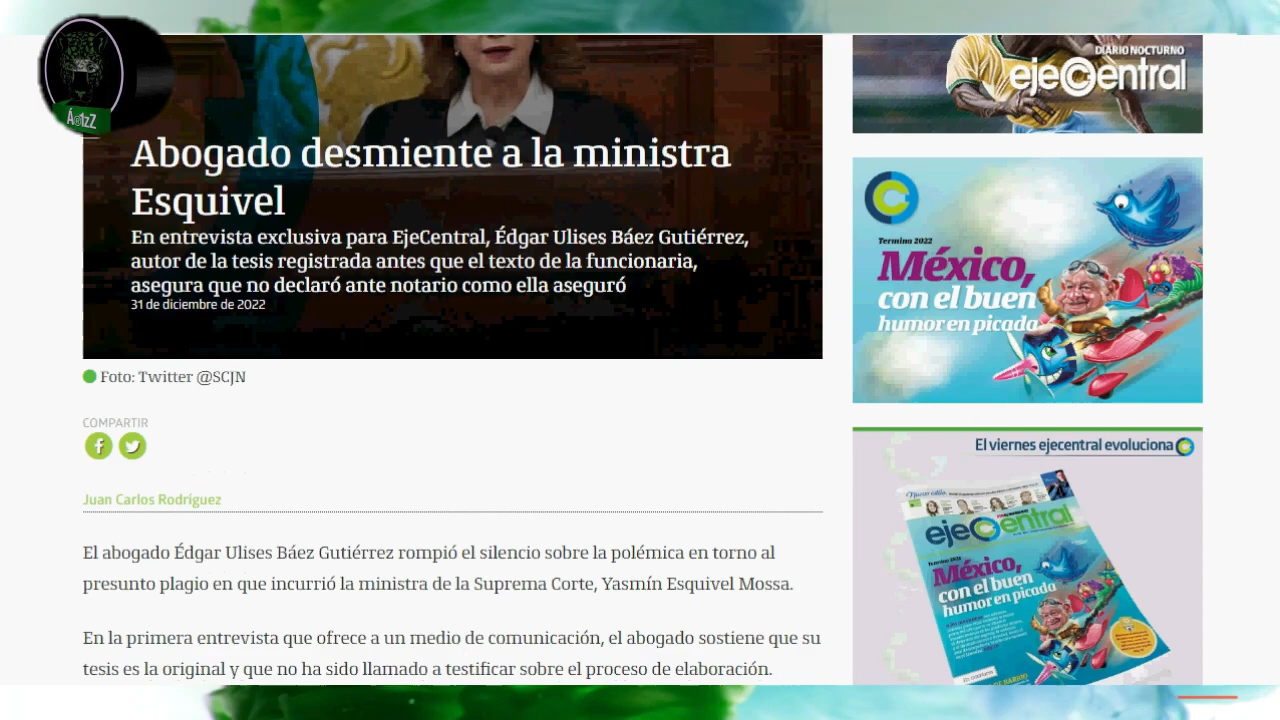 Á@1zZ
Abogado desmiente a la ministra
Esquivel
En entrevista exclusiva para EjeCentral, Édgar Ulises Báez Gutiérrez,
autor de la tesis registrada antes que el texto de la funcionaria,
asegura que no declaró ante notario como ella aseguró
31 de diciembre de 2022
Foto: Twitter @SCJN
COMPARTIR
Juan Carlos Rodríguez
El abogado Édgar Ulises Báez Gutiérrez rompió el silencio sobre la polémica en torno al
presunto plagio en que incurrió la ministra de la Suprema Corte, Yasmín Esquivel Mossa.
En la primera entrevista que ofrece a un medio de comunicación, el abogado sostiene que su
tesis es la original y que no ha sido llamado a testificar sobre el proceso de elaboración.
DIARIO NOCTURNO
ejeCentral
Termina 2022
México,
con el buen
humor en picada
El viernes ejecentral evoluciona
ejeCentral
México,
con el buen
humor en picada